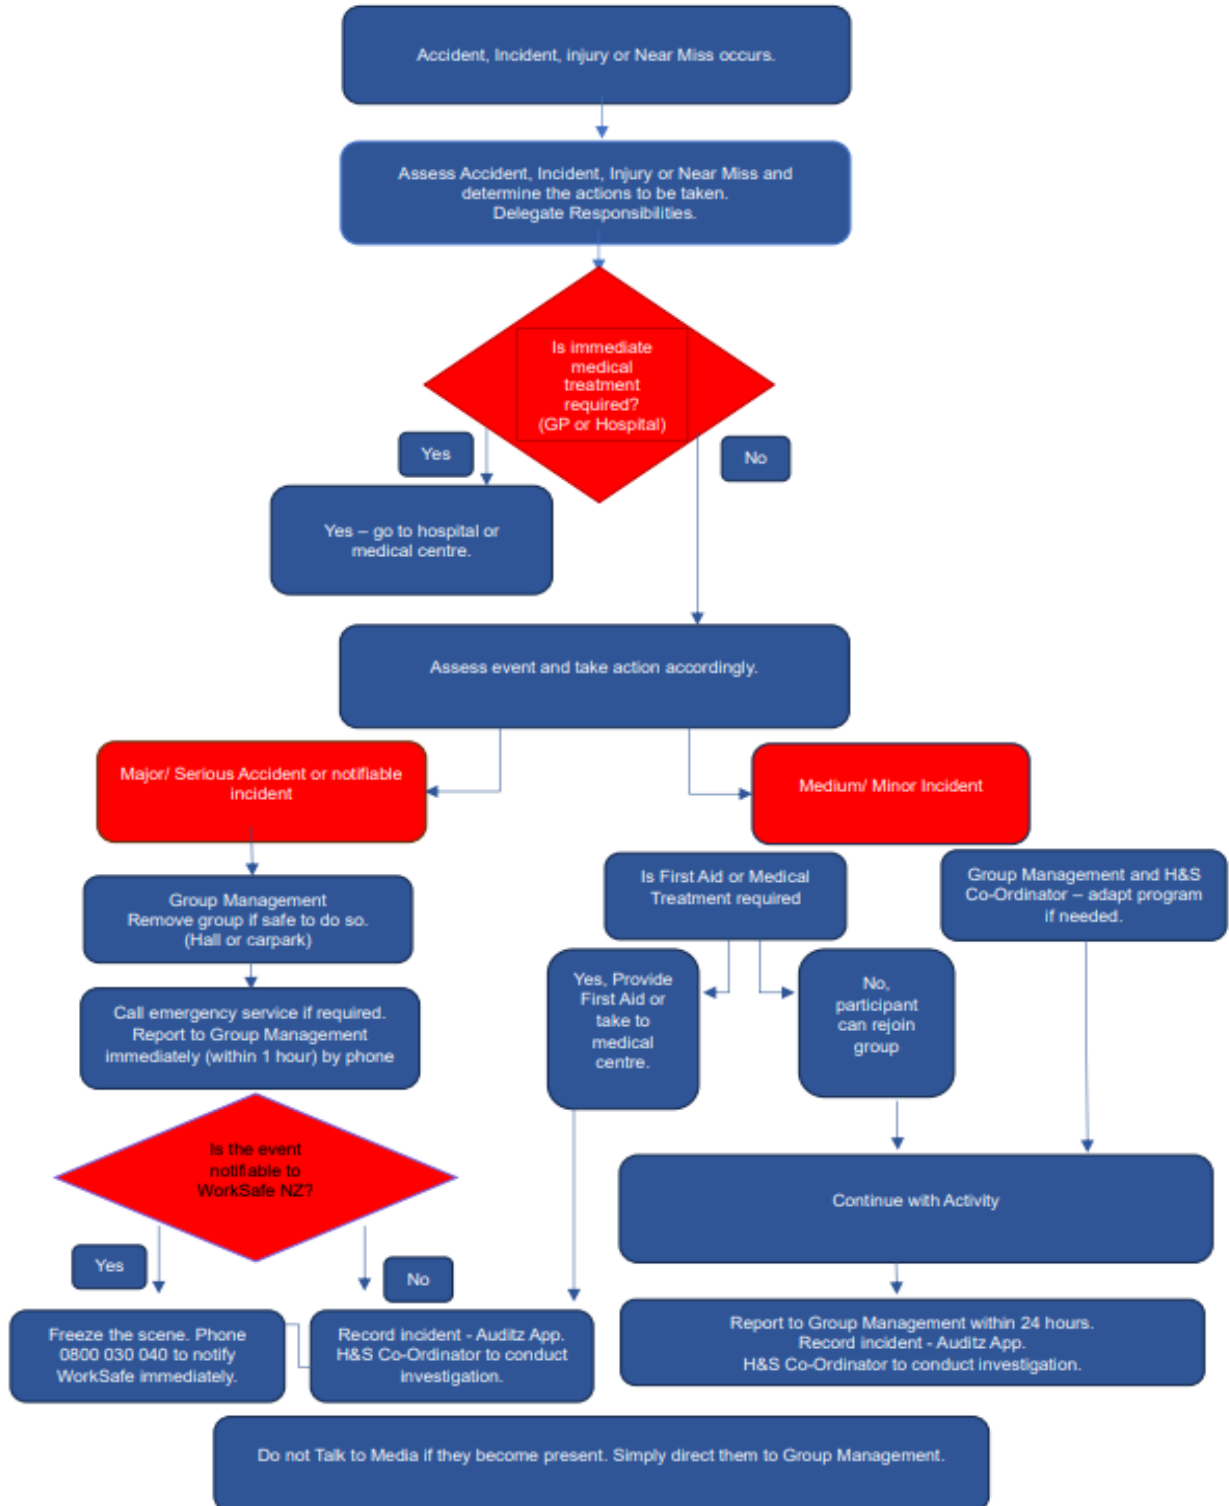 Accident, Incident, injury or Near Miss occurs.
Assess Accident, Incident, Injury or Near Miss and
determine the actions to be taken.
Delegate Responsibilities.
Is immediate
medical
treatment
required?
(GP or Hospital)
Yes
No
Yes – go to hospital or
medical centre.
Assess event and take action accordingly.
Major/ Serious Accident or notifiable
incident
Medium/ Minor Incident
Group Management
Remove group if safe to do so.
(Hall or carpark)
Is First Aid or Medical
Treatment required
Group Management and H&S
Co-Ordinator – adapt program
if needed.
Call emergency service if required.
Report to Group Management
immediately (within 1 hour) by phone
Yes, Provide
First Aid or
take to
medical
centre.
No,
participant
can rejoin
group
Is the event
notifiable to
WorkSafe NZ?
Continue with Activity
Yes
No
Freeze the scene. Phone
0800 030 040 to notify
WorkSafe immediately.
Record incident - Auditz App.
H&S Co-Ordinator to conduct
investigation.
Report to Group Management within 24 hours.
Record incident - Auditz App.
H&S Co-Ordinator to conduct investigation.
Do not Talk to Media if they become present. Simply direct them to Group Management.